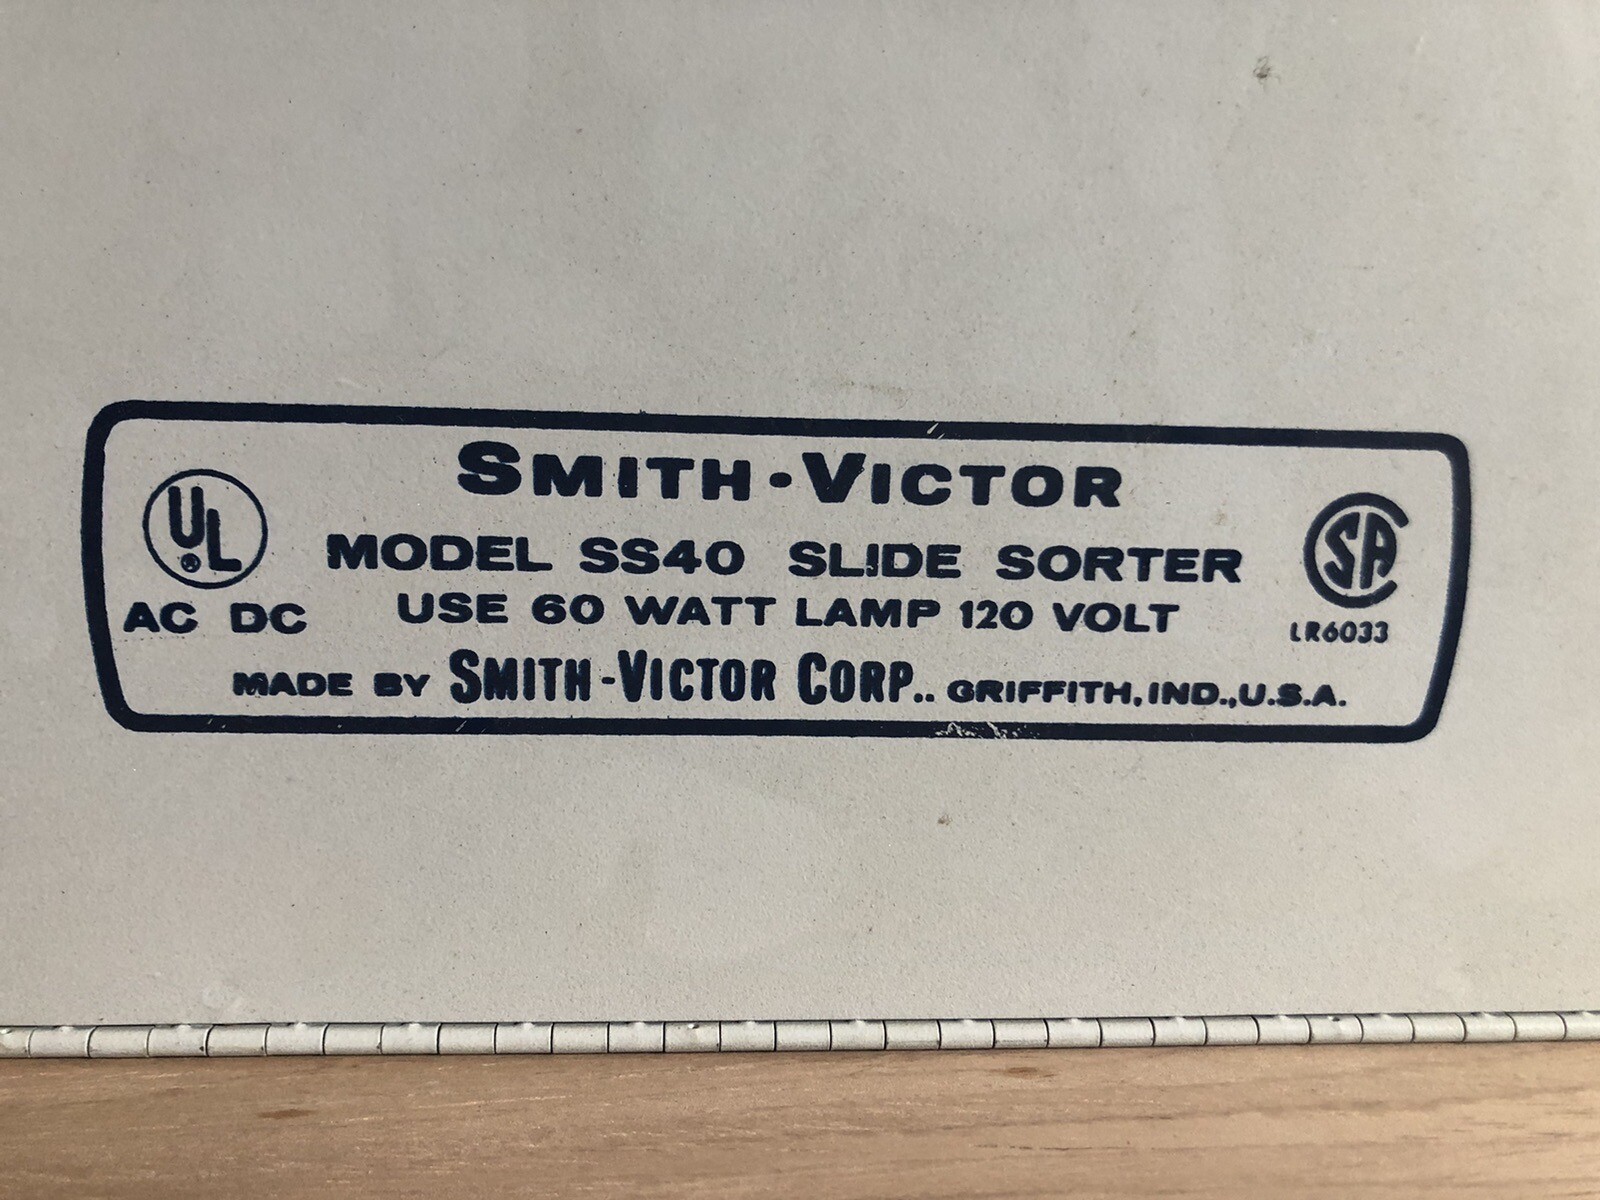 SMITH-VICTOR
UL®
MODEL SS40 SLIDE SORTER
SA
AC DC
USE 60 WATT LAMP 120 VOLT
LR6033
MADE BY SMITH-VICTOR CORP.. GRIFFITH, IND., U.S.A.